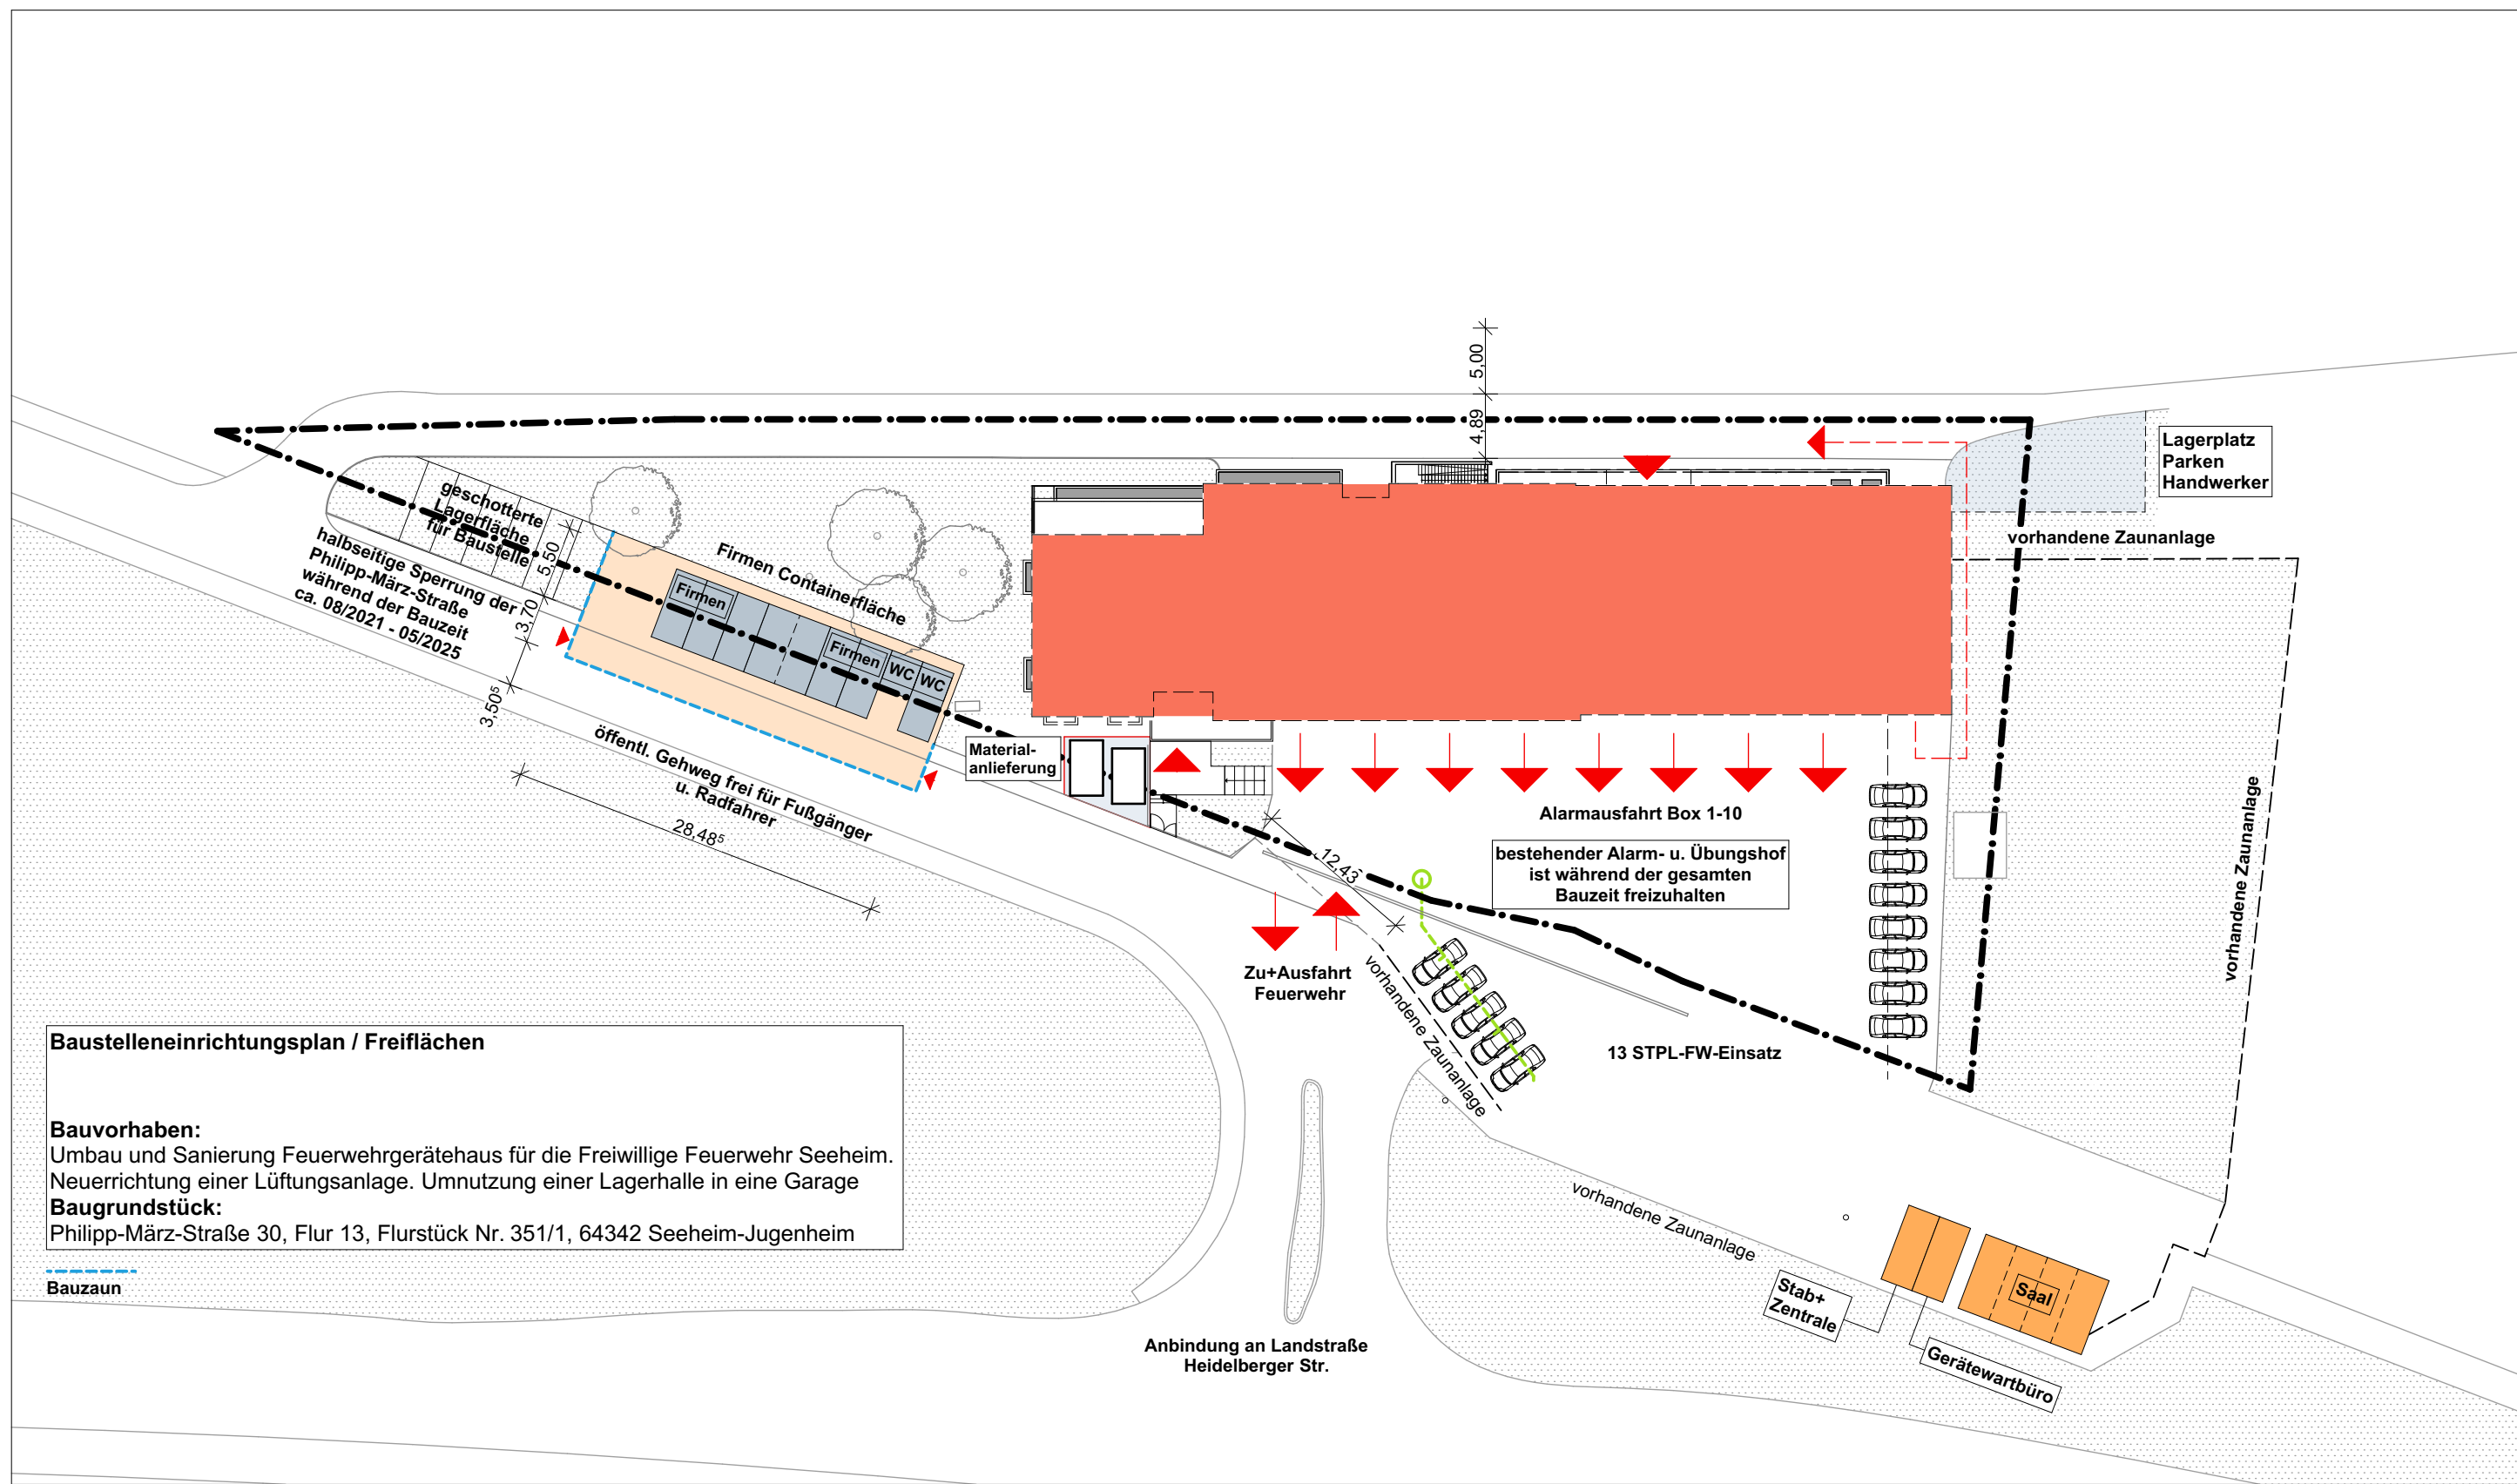 5,00
4,89
Lagerplatz
Parken
Handwerker
vorhandene Zaunanlage
geschotterte
Lagerfläche
für Baustelle
5,50
halbseitige Sperrung der
Philipp-März-Straße
während der Bauzeit
ca. 08/2021 - 05/2025
3,70
3,50⁵
Firmen Containerfläche
Firmen
Firmen
WC
WC
Material-
anlieferung
öffentl. Gehweg frei für Fußgänger
u. Radfahrer
28,48⁵
Alarmausfahrt Box 1-10
bestehender Alarm- u. Übungshof
ist während der gesamten
Bauzeit freizuhalten
12,43
Zu+Ausfahrt
Feuerwehr
vorhandene Zaunanlage
vorhandene Zaunanlage
13 STPL-FW-Einsatz
Baustelleneinrichtungsplan / Freiflächen
Bauvorhaben:
Umbau und Sanierung Feuerwehrgerätehaus für die Freiwillige Feuerwehr Seeheim.
Neuerrichtung einer Lüftungsanlage. Umnutzung einer Lagerhalle in eine Garage
Baugrundstück:
Philipp-März-Straße 30, Flur 13, Flurstück Nr. 351/1, 64342 Seeheim-Jugenheim
Bauzaun
vorhandene Zaunanlage
Stab+
Zentrale
Saal
Gerätewartbüro
Anbindung an Landstraße
Heidelberger Str.